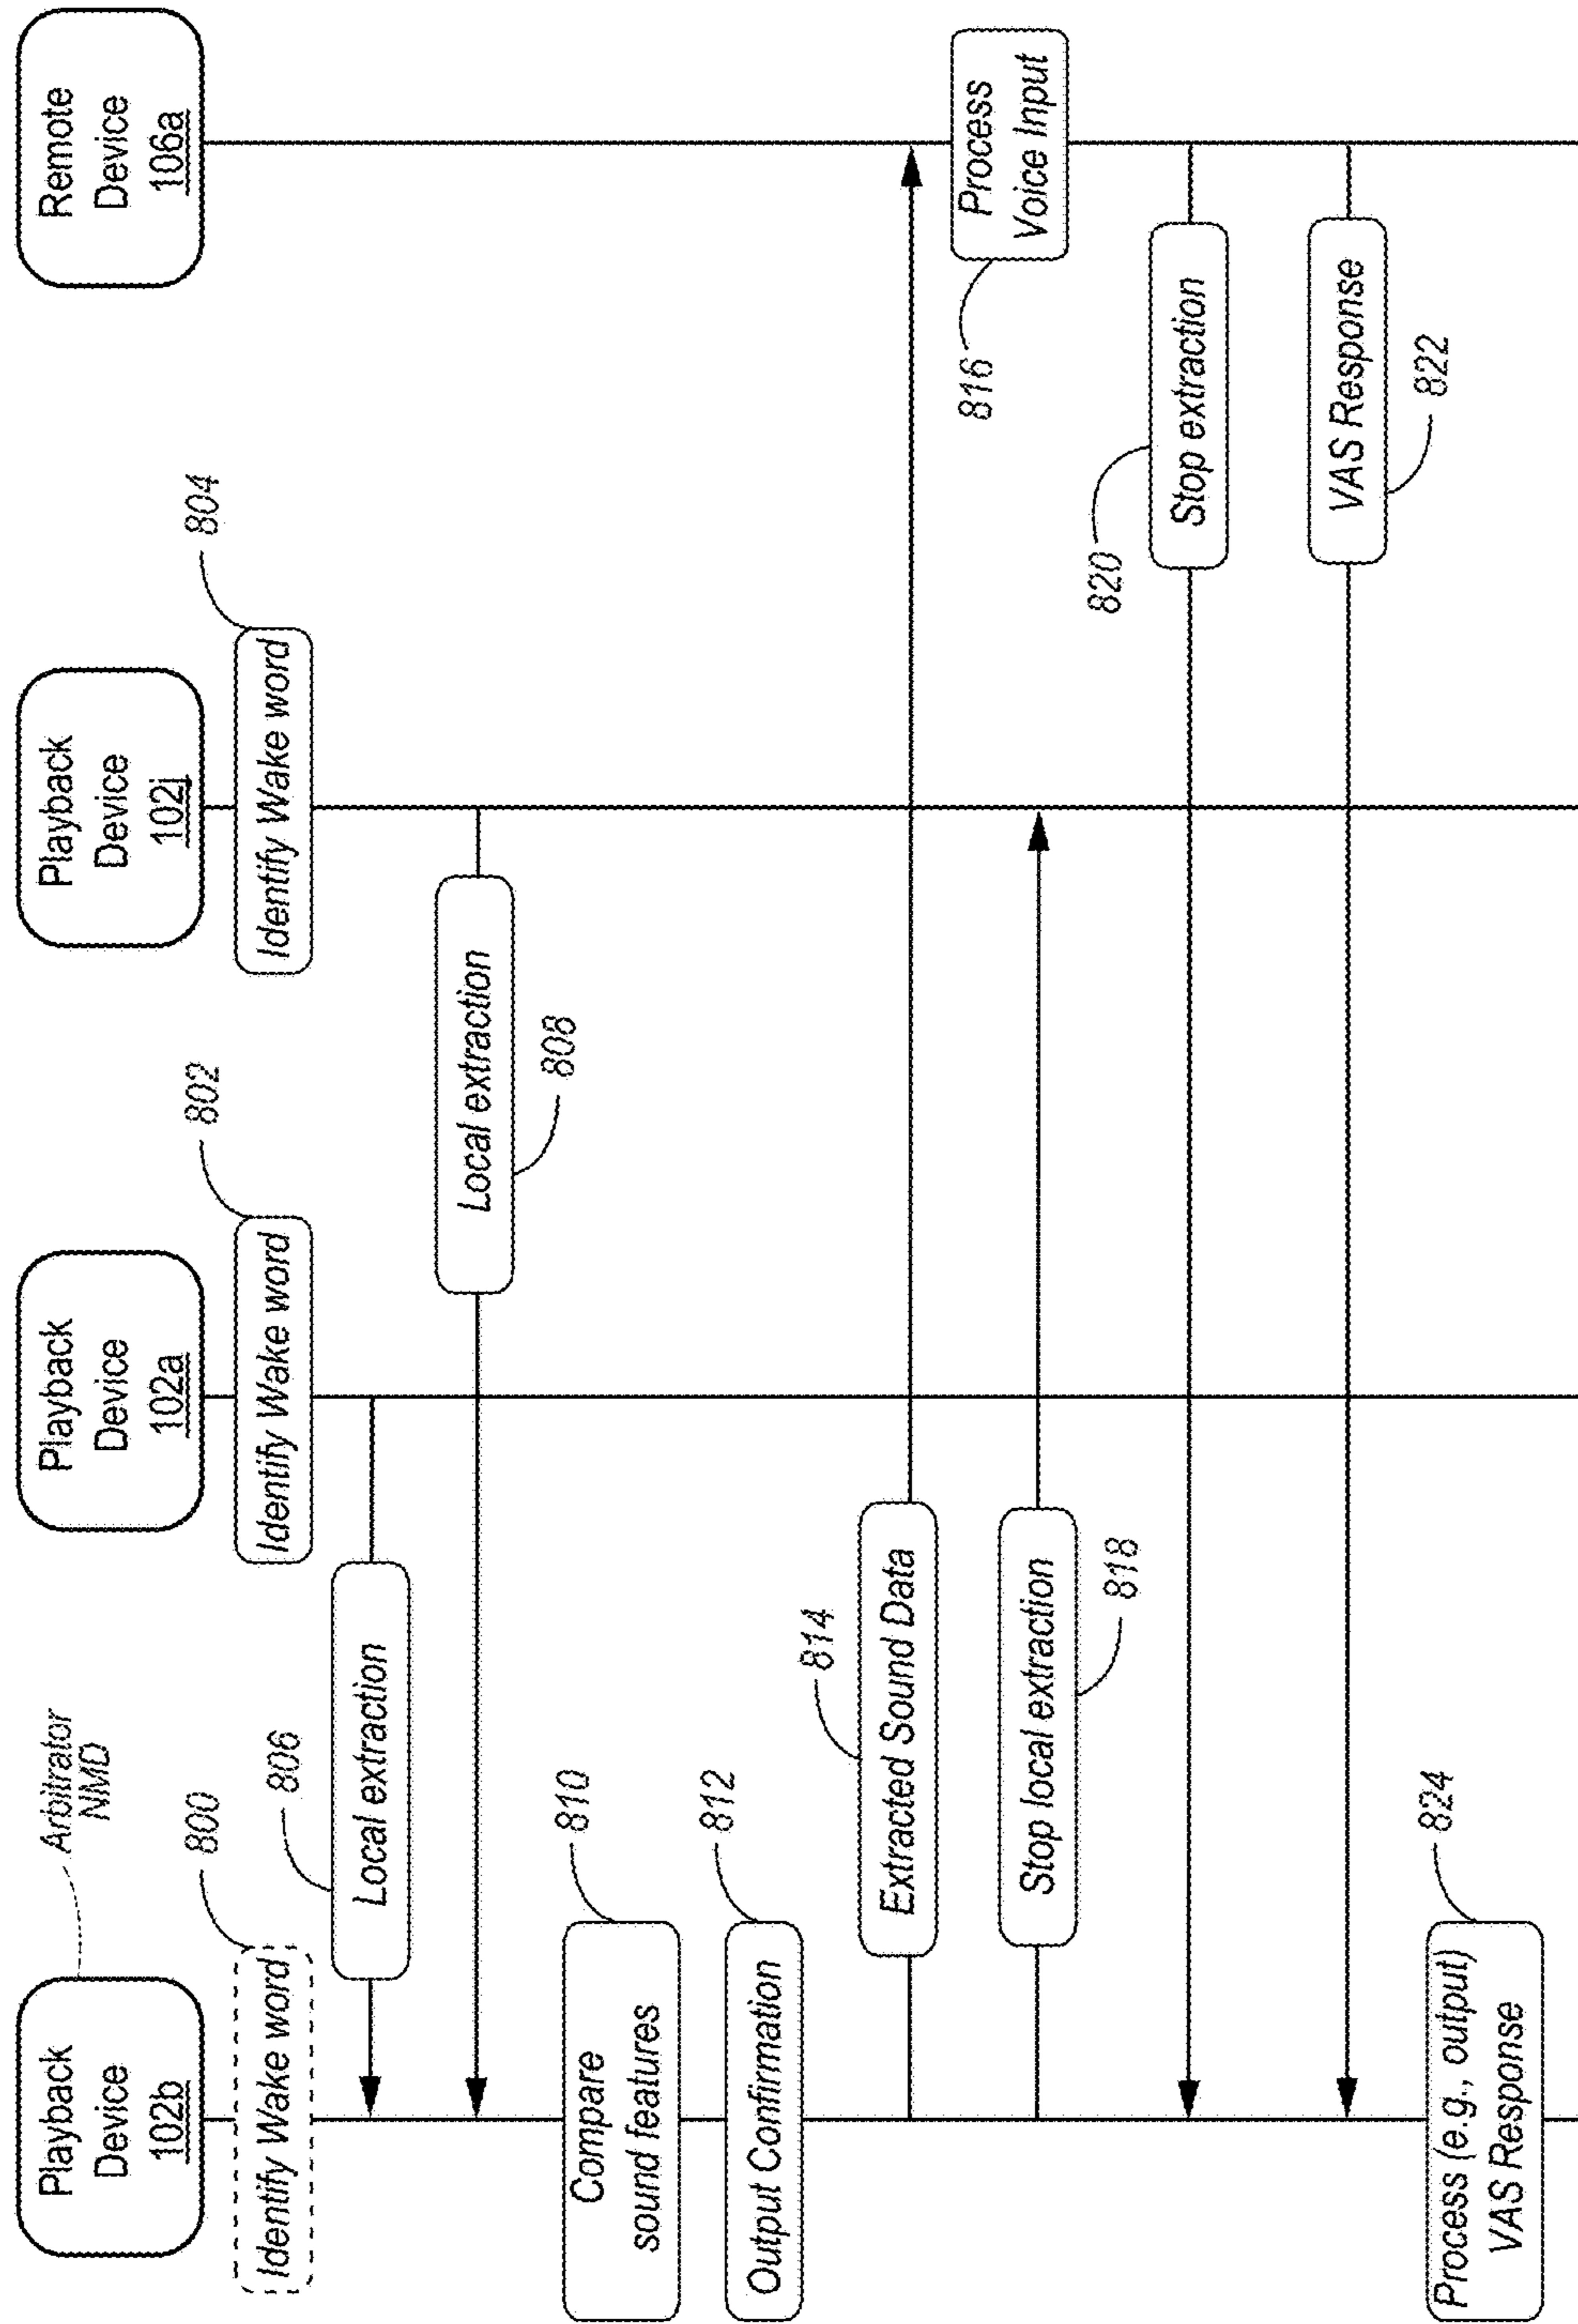 Playback
Device
102b
Arbitrator
NMD
Playback
Device
102a
Playback
Device
102j
Remote
Device
106a
800
802
804
Identify Wake word
Identify Wake word
Identify Wake word
806
Local extraction
Local extraction
808
Compare
sound features
810
Output Confirmation
812
814
Extracted Sound Data
Process
Voice Input
816
Stop local extraction
818
820
Stop extraction
VAS Response
822
Process (e.g., output)
VAS Response
824